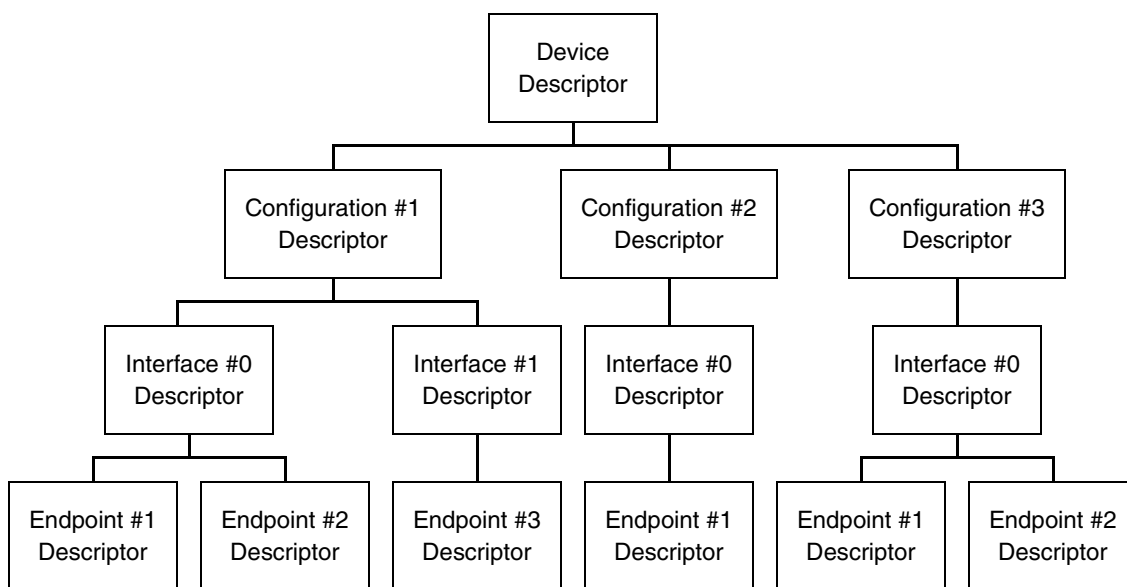 Device
Descriptor
Configuration #1
Descriptor
Configuration #2
Descriptor
Configuration #3
Descriptor
Interface #0
Descriptor
Interface #1
Descriptor
Interface #0
Descriptor
Interface #0
Descriptor
Endpoint #1
Descriptor
Endpoint #2
Descriptor
Endpoint #3
Descriptor
Endpoint #1
Descriptor
Endpoint #1
Descriptor
Endpoint #2
Descriptor